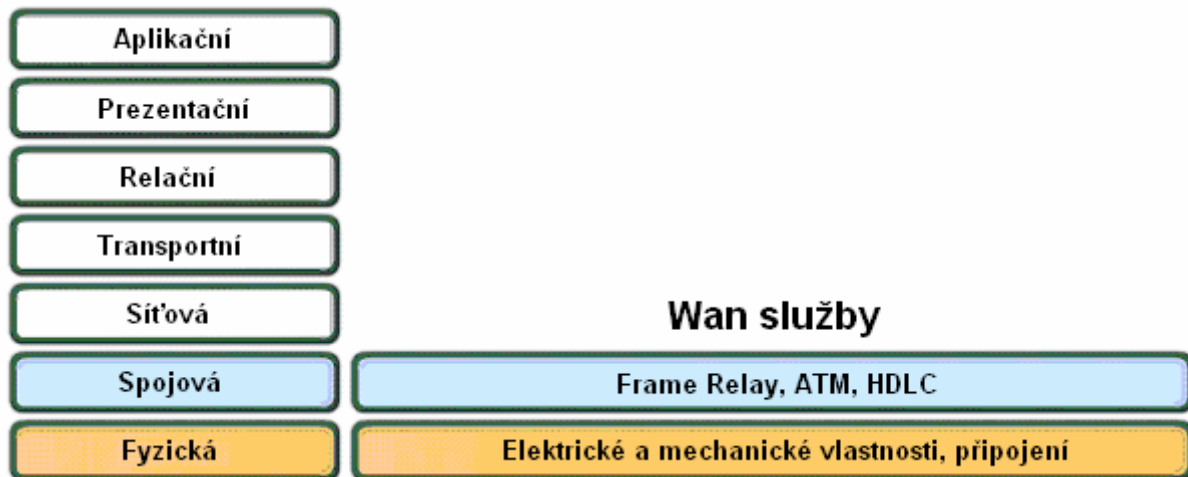 Aplikační
Prezentační
Relační
Transportní
Síťová
Wan služby
Spojová
Frame Relay, ATM, HDLC
Fyzická
Elektrické a mechanické vlastnosti, připojení